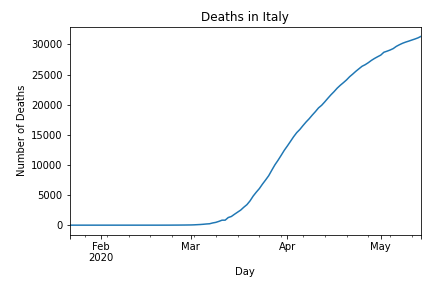 Deaths in Italy
30000
25000
20000
15000
10000
5000
0
Number of Deaths
Feb
2020
Mar
Apr
May
Day